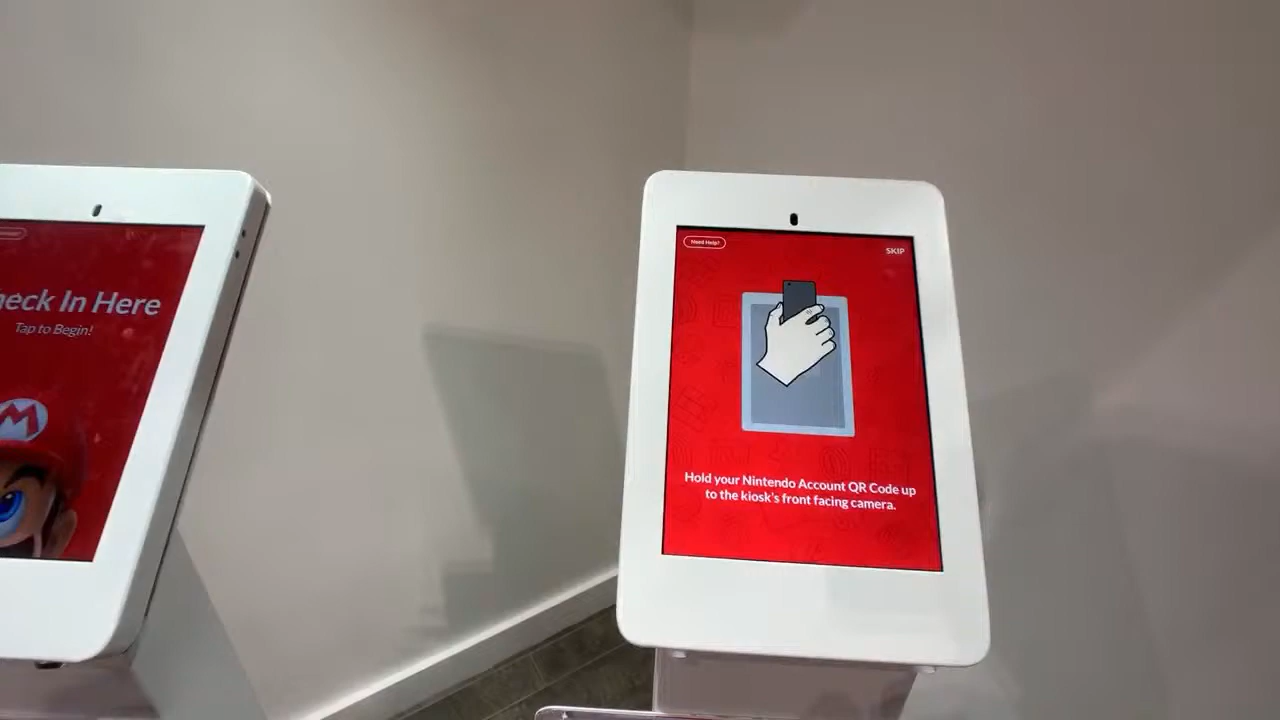 heck In Here
Tap to Begin!
M
Need Help?
SKIP
Hold your Nintendo Account QR Code up
to the kiosk's front facing camera.